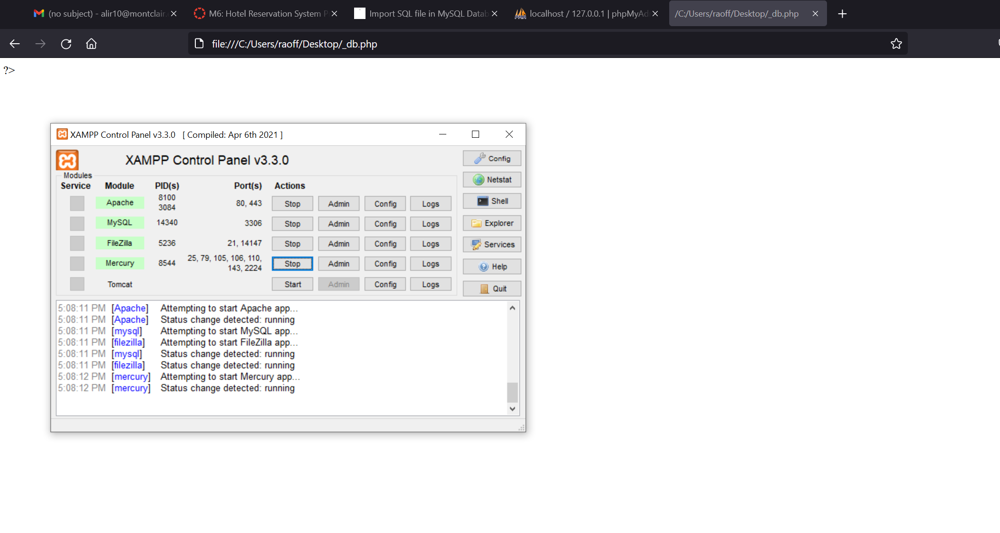 (no subject) - alir10@montclair.
M6: Hotel Reservation System P
Import SQL file in MySQL Datab
localhost / 127.0.0.1 | phpMyAd
/C:/Users/raoff/Desktop/_db.php
file:///C:/Users/raoff/Desktop/_db.php
?>
XAMPP Control Panel v3.3.0 [ Compiled: Apr 6th 2021 ]
XAMPP Control Panel v3.3.0
Config
Modules
Netstat
Service Module PID(s) Port(s) Actions
Apache 8100 3084 80, 443 Stop Admin Config Logs
Shell
MySQL 14340 3306 Stop Admin Config Logs
Explorer
FileZilla 5236 21, 14147 Stop Admin Config Logs
Services
Mercury 8544 25, 79, 105, 106, 110, 143, 2224 Stop Admin Config Logs
Help
Tomcat Start Admin Config Logs
Quit
5:08:11 PM [Apache] Attempting to start Apache app...
5:08:11 PM [Apache] Status change detected: running
5:08:11 PM [mysql] Attempting to start MySQL app...
5:08:11 PM [filezilla] Attempting to start FileZilla app...
5:08:11 PM [mysql] Status change detected: running
5:08:11 PM [filezilla] Status change detected: running
5:08:12 PM [mercury] Attempting to start Mercury app...
5:08:12 PM [mercury] Status change detected: running